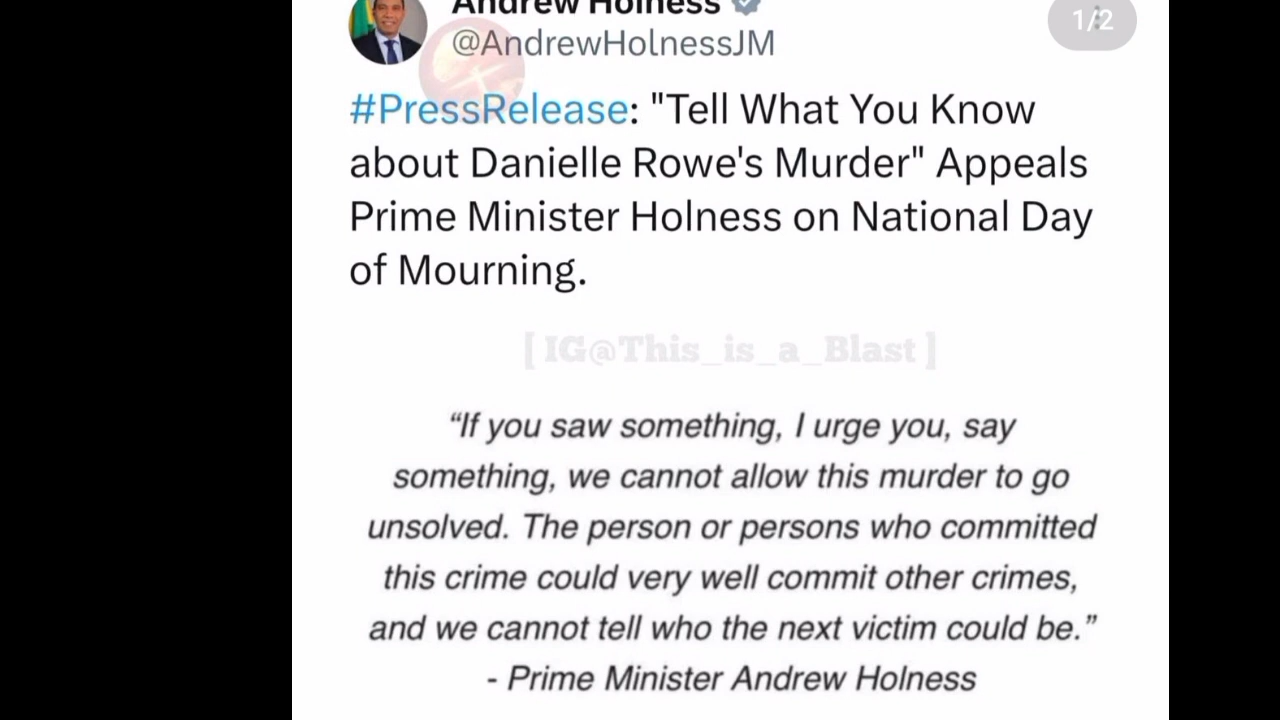 Andrew Holness
@AndrewHolnessJM
1/2
#PressRelease: "Tell What You Know
about Danielle Rowe's Murder" Appeals
Prime Minister Holness on National Day
of Mourning.
[ IG@This_is_a_Blast ]
“If you saw something, I urge you, say
something, we cannot allow this murder to go
unsolved. The person or persons who committed
this crime could very well commit other crimes,
and we cannot tell who the next victim could be.”
- Prime Minister Andrew Holness